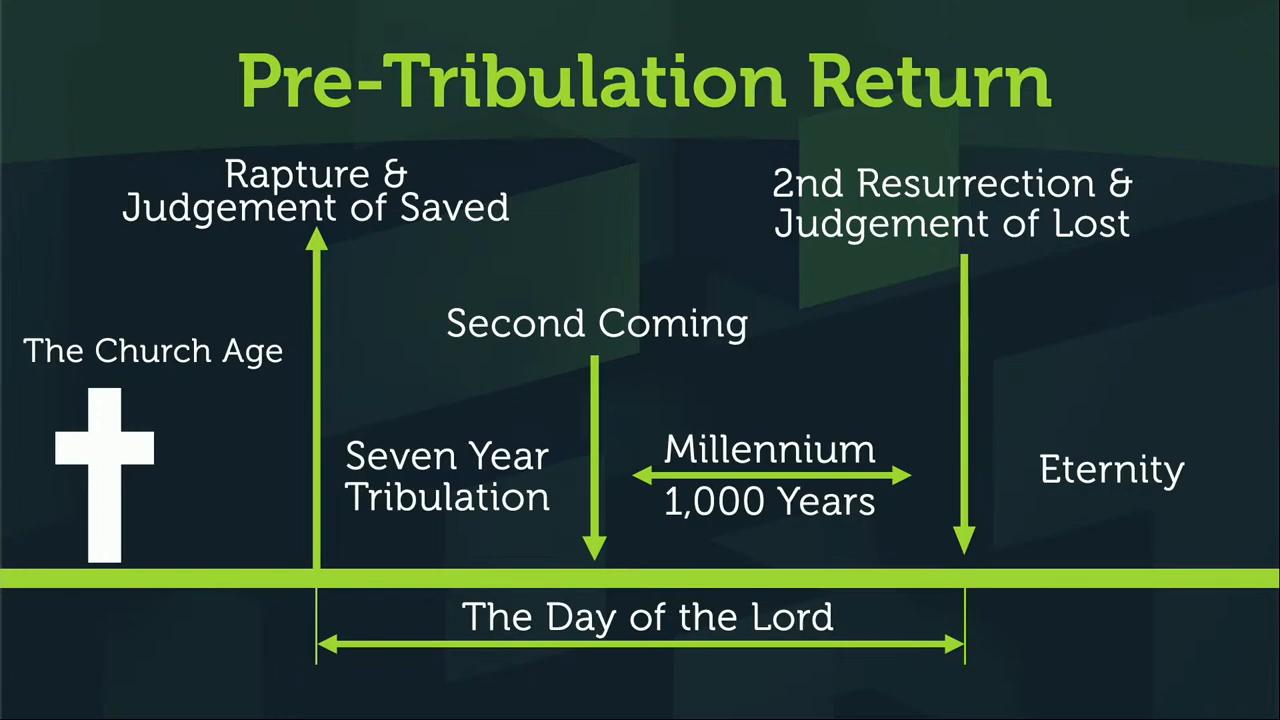 Pre-Tribulation Return
Rapture &
Judgement of Saved
2nd Resurrection &
Judgement of Lost
Second Coming
The Church Age
Seven Year
Tribulation
Millennium
1,000 Years
Eternity
The Day of the Lord